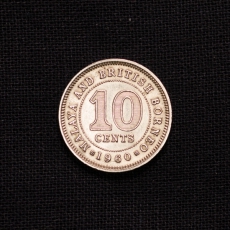 MALAYA AND BRITISH BORNEO
10
CENTS
1960